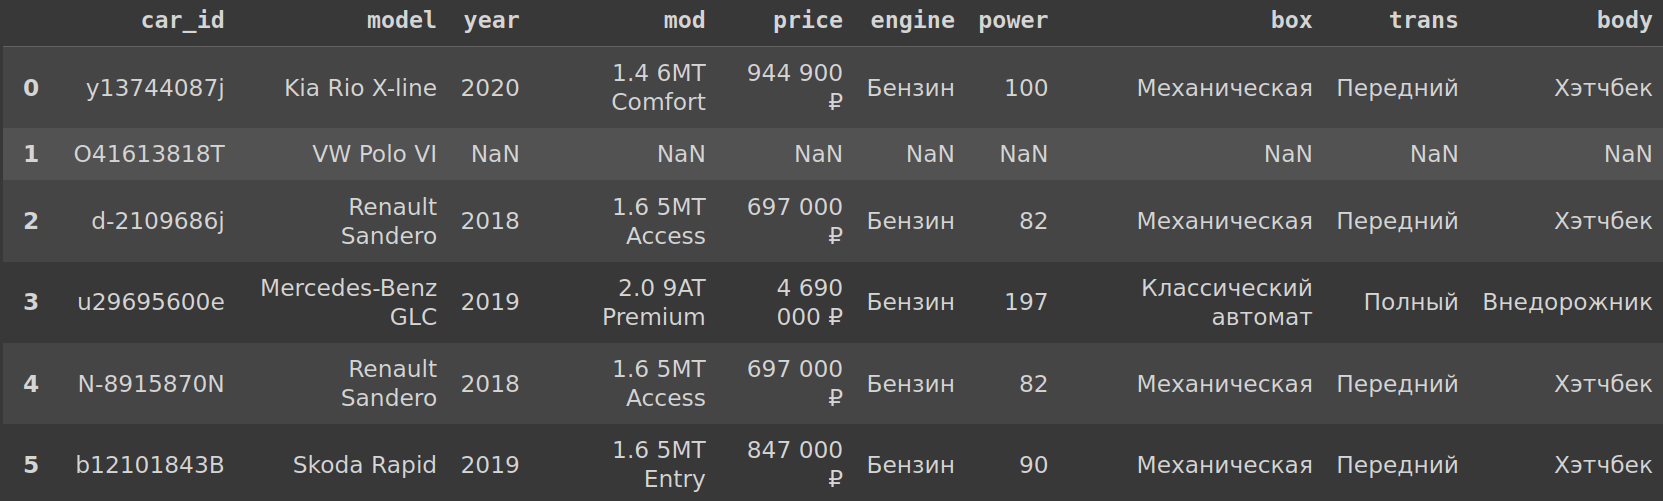 car_id model year mod price engine power box trans body
0 y13744087j Kia Rio X-line 2020 1.4 6MT Comfort 944 900 ₽ Бензин 100 Механическая Передний Хэтчбек
1 O41613818T VW Polo VI NaN NaN NaN NaN NaN NaN NaN NaN
2 d-2109686j Renault Sandero 2018 1.6 5MT Access 697 000 ₽ Бензин 82 Механическая Передний Хэтчбек
3 u29695600e Mercedes-Benz GLC 2019 2.0 9AT Premium 4 690 000 ₽ Бензин 197 Классический автомат Полный Внедорожник
4 N-8915870N Renault Sandero 2018 1.6 5MT Access 697 000 ₽ Бензин 82 Механическая Передний Хэтчбек
5 b12101843B Skoda Rapid 2019 1.6 5MT Entry 847 000 ₽ Бензин 90 Механическая Передний Хэтчбек